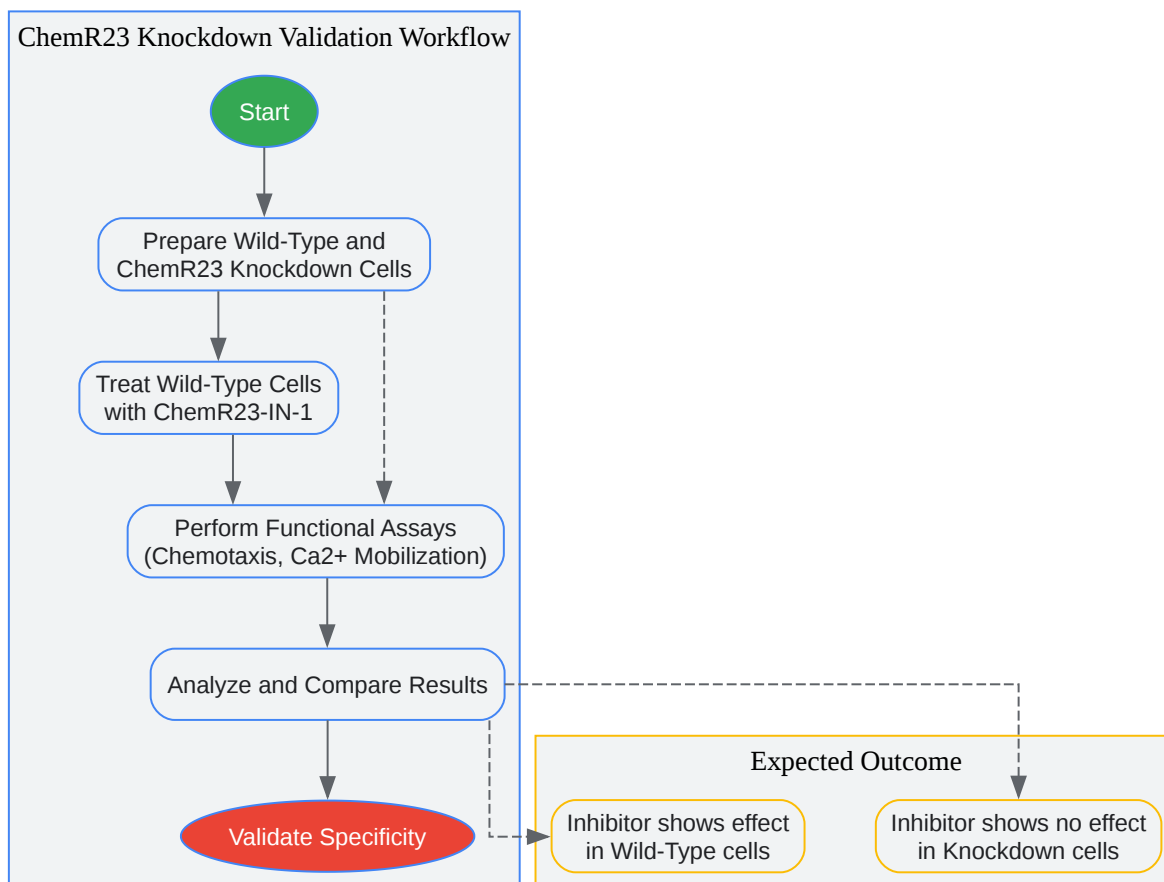 ChemR23 Knockdown Validation Workflow
Start
Prepare Wild-Type and
ChemR23 Knockdown Cells
Treat Wild-Type Cells
with ChemR23-IN-1
Perform Functional Assays
(Chemotaxis, Ca2+ Mobilization)
Analyze and Compare Results
Validate Specificity
Expected Outcome
Inhibitor shows effect
in Wild-Type cells
Inhibitor shows no effect
in Knockdown cells